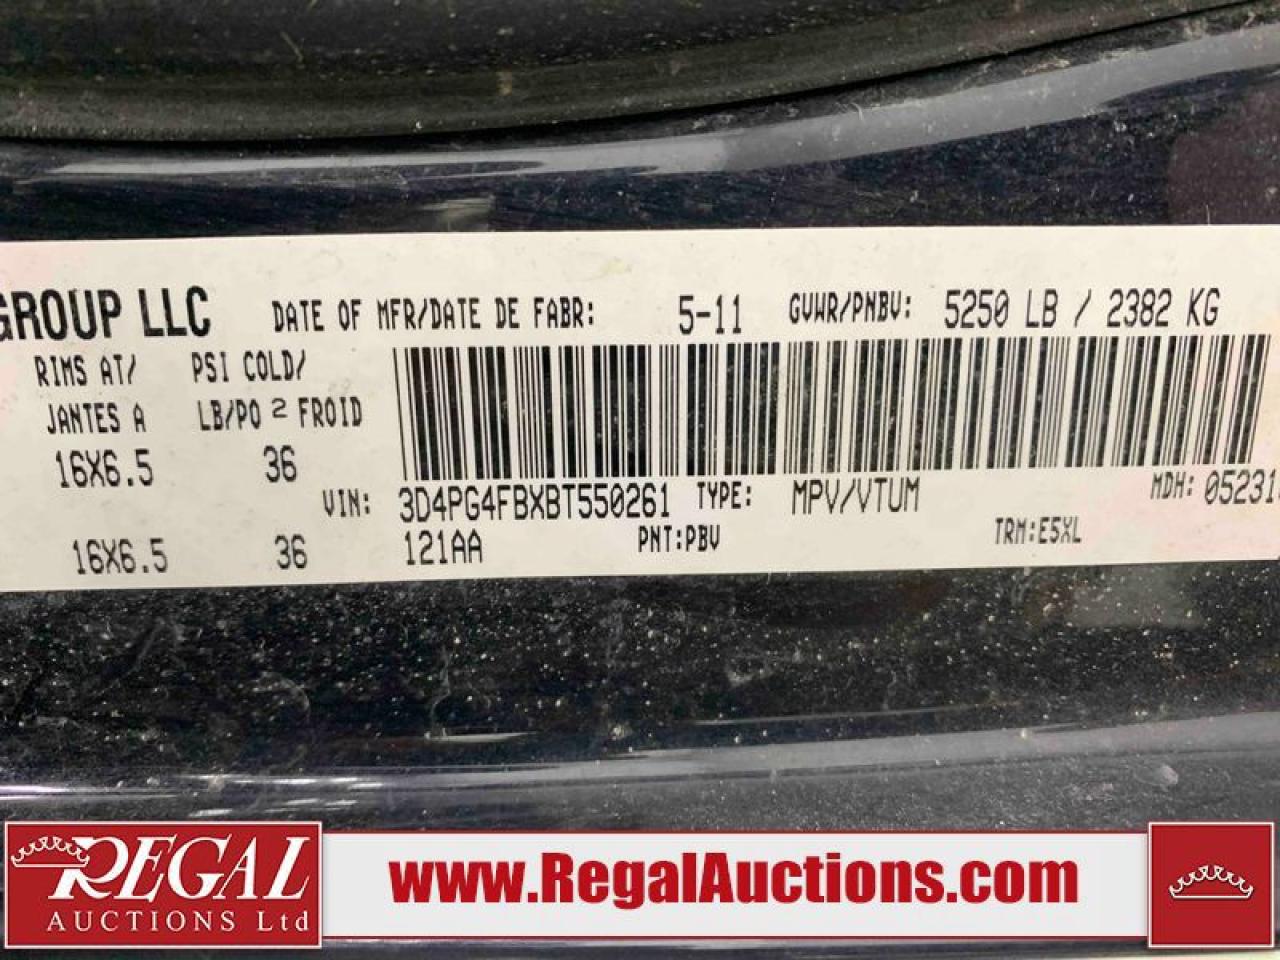 GROUP LLC DATE OF MFR/DATE DE FABR: 5-11 GVWR/PNBV: 5250 LB / 2382 KG
RIMS AT/ PSI COLD/
JANTES A LB/PO 2 FROID
16X6.5 36
VIN: 3D4PG4FBXBT550261 TYPE: MPV/VTUM MDH: 05231
16X6.5 36 121AA PNT:PBV TRM:E5XL
REGAL
AUCTIONS Ltd
www.RegalAuctions.com